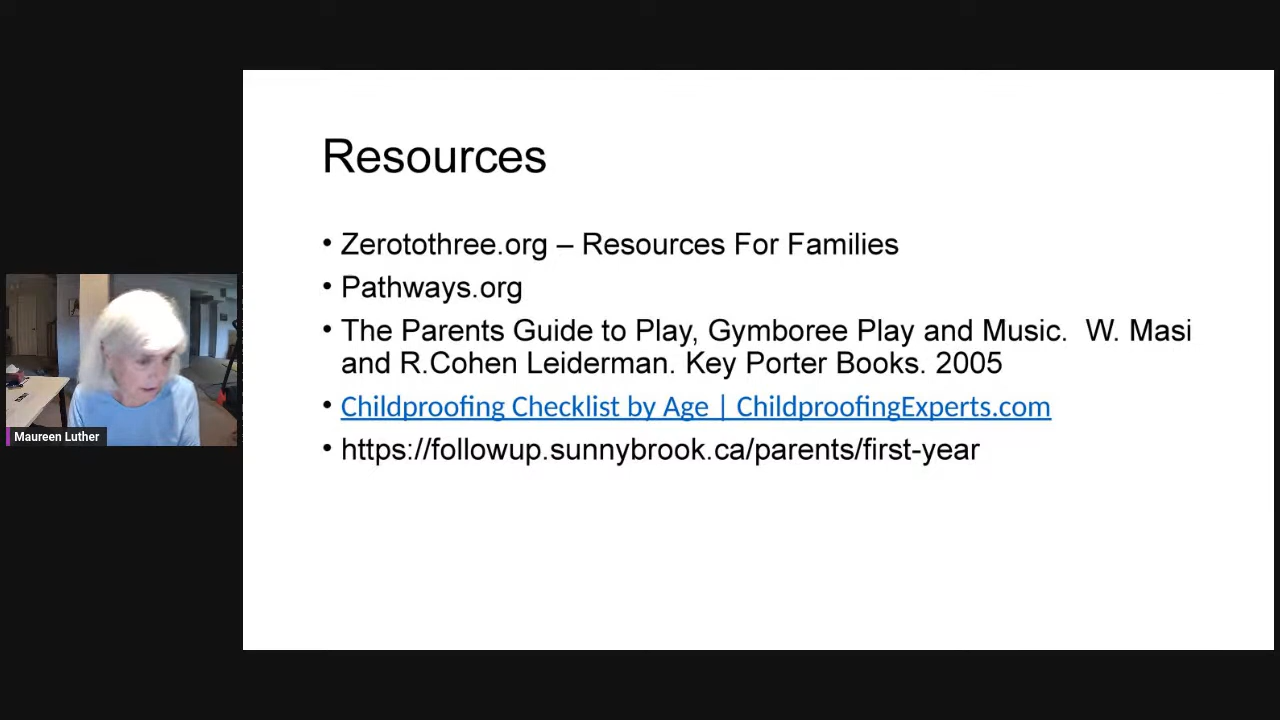 Resources
• Zerotothree.org – Resources For Families
• Pathways.org
• The Parents Guide to Play, Gymboree Play and Music.  W. Masi
and R.Cohen Leiderman. Key Porter Books. 2005
• Childproofing Checklist by Age | ChildproofingExperts.com
• https://followup.sunnybrook.ca/parents/first-year
Maureen Luther